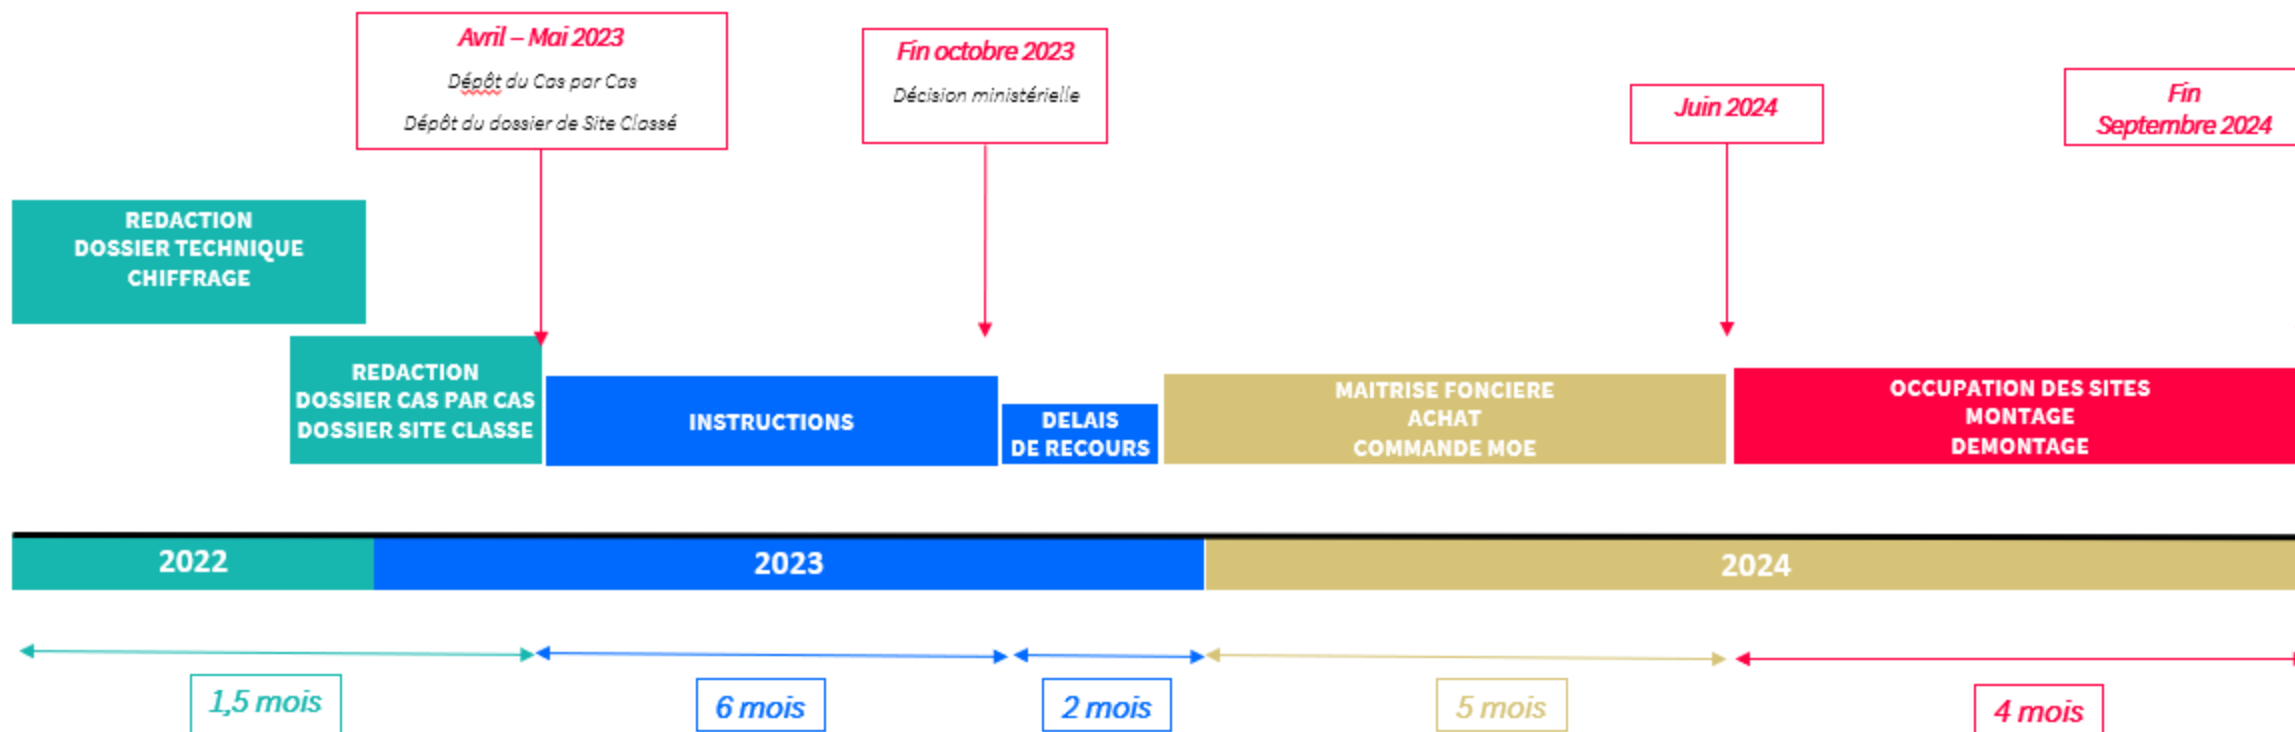 Avril – Mai 2023
Dépôt du Cas par Cas
Dépôt du dossier de Site Classé
Fin octobre 2023
Décision ministérielle
Juin 2024
Fin
Septembre 2024
REDACTION
DOSSIER TECHNIQUE
CHIFFRAGE
REDACTION
DOSSIER CAS PAR CAS
DOSSIER SITE CLASSE
INSTRUCTIONS
DELAIS
DE RECOURS
MAITRISE FONCIERE
ACHAT
COMMANDE MOE
OCCUPATION DES SITES
MONTAGE
DEMONTAGE
2022
2023
2024
1,5 mois
6 mois
2 mois
5 mois
4 mois